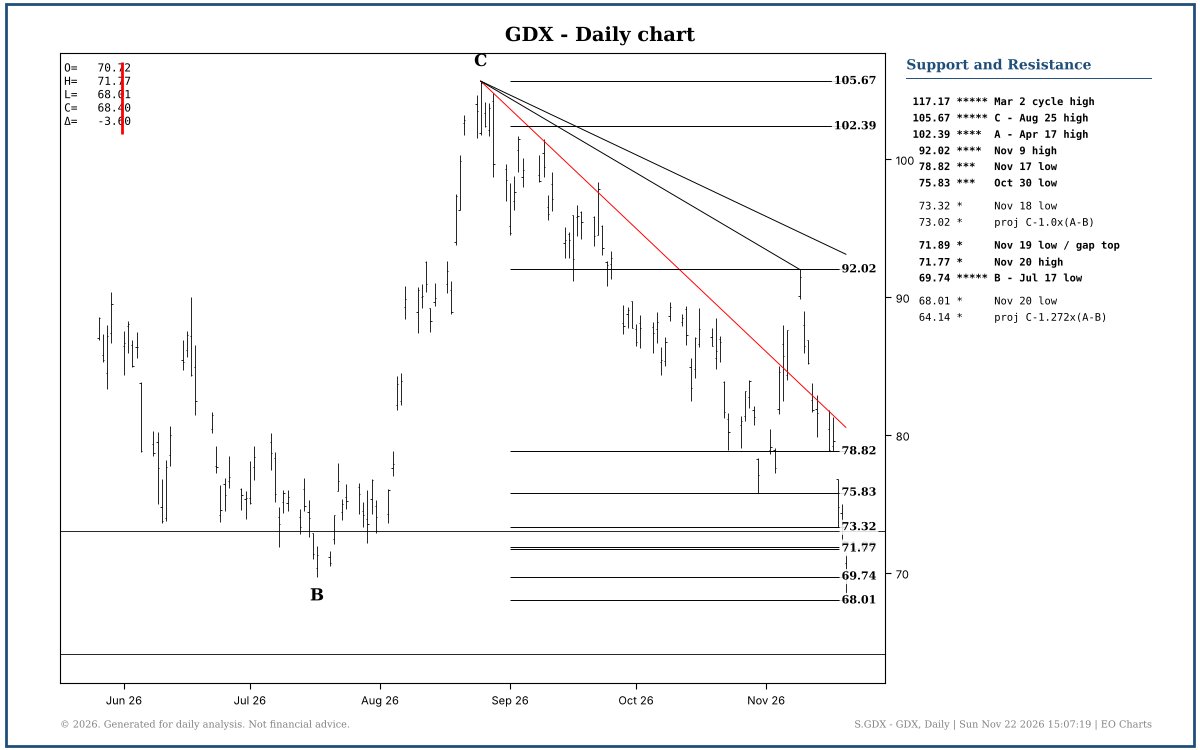 GDX - Daily chart
O= 70.72
H= 71.77
L= 68.01
C= 68.40
Δ= -3.60
C
B
105.67
102.39
92.02
78.82
75.83
73.32
71.77
69.74
68.01
100
90
80
70
Jun 26 Jul 26 Aug 26 Sep 26 Oct 26 Nov 26
Support and Resistance
117.17 ***** Mar 2 cycle high
105.67 ***** C - Aug 25 high
102.39 **** A - Apr 17 high
92.02 **** Nov 9 high
78.82 *** Nov 17 low
75.83 *** Oct 30 low
73.32 * Nov 18 low
73.02 * proj C-1.0x(A-B)
71.89 * Nov 19 low / gap top
71.77 * Nov 20 high
69.74 ***** B - Jul 17 low
68.01 * Nov 20 low
64.14 * proj C-1.272x(A-B)
© 2026. Generated for daily analysis. Not financial advice.
S.GDX - GDX, Daily | Sun Nov 22 2026 15:07:19 | EO Charts